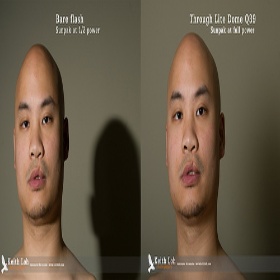 Bare flash
Sunpak at 1/2 power
Through Lite Dome Q39
Sunpak at full power
Keith Lab
Keith Lab